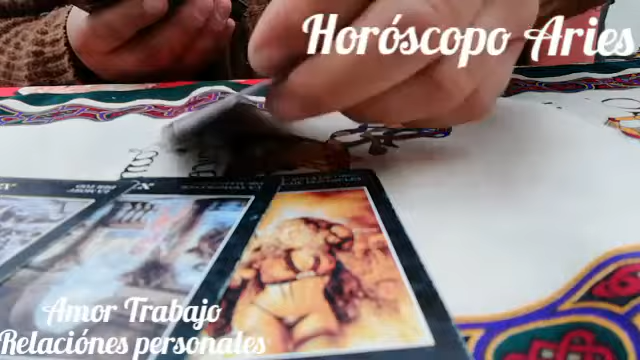 Horóscopo Aries
Amor Trabajo
Relaciónes personales